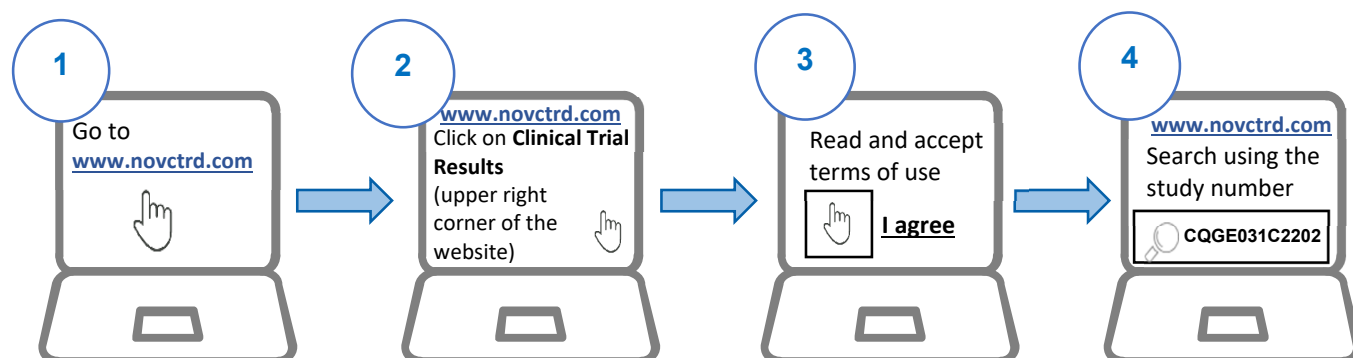 1
Go to
www.novctrd.com
2
www.novctrd.com
Click on Clinical Trial
Results
(upper right
corner of the
website)
3
Read and accept
terms of use
I agree
4
www.novctrd.com
Search using the
study number
CQGE031C2202